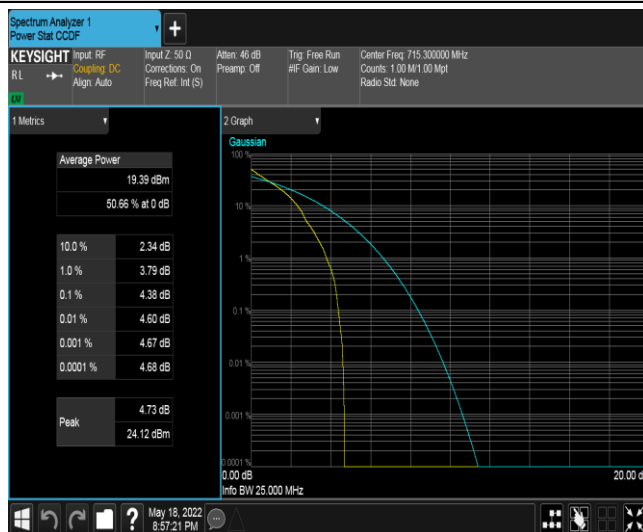 Spectrum Analyzer 1
Power Stat CCDF
+
KEYSIGHT
RL
LXI
Input: RF
Coupling: DC
Align: Auto
Input Z: 50 Ω
Corrections: On
Freq Ref: Int (S)
Atten: 46 dB
Preamp: Off
Trig: Free Run
#IF Gain: Low
Center Freq: 715.300000 MHz
Counts: 1.00 M/1.00 Mpt
Radio Std: None
1 Metrics
Average Power
19.39 dBm
50.66 % at 0 dB
10.0 % 2.34 dB
1.0 % 3.79 dB
0.1 % 4.38 dB
0.01 % 4.60 dB
0.001 % 4.67 dB
0.0001 % 4.68 dB
Peak
4.73 dB
24.12 dBm
2 Graph
Gaussian
100 %
10 %
1 %
0.1 %
0.01 %
0.001 %
0.0001 %
0.00 dB
20.00 d
Info BW 25.000 MHz
?
May 18, 2022
8:57:21 PM